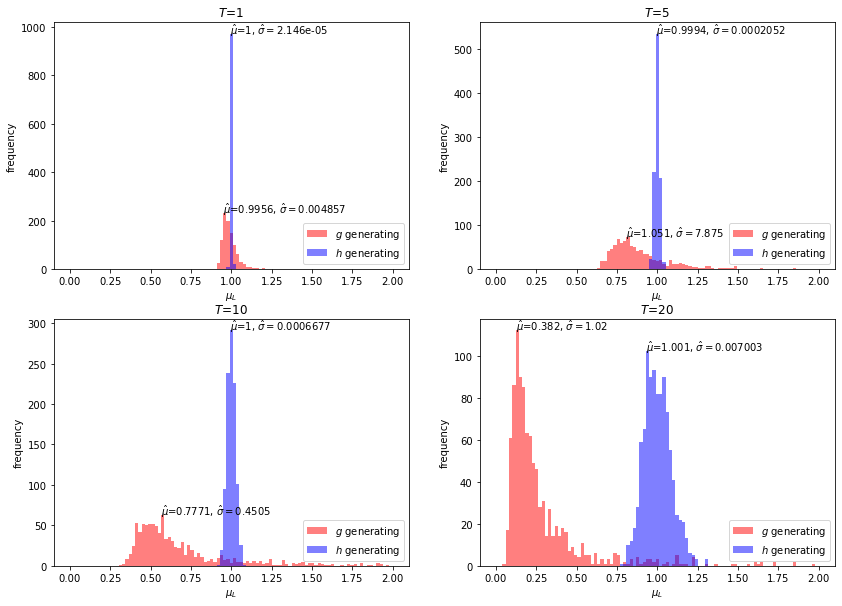 T=1
1000
800
600
400
200
0
frequency
μ̂=1, σ̂ = 2.146e-05
μ̂=0.9956, σ̂ = 0.004857
g generating
h generating
0.00 0.25 0.50 0.75 1.00 1.25 1.50 1.75 2.00
μ_L
T=5
500
400
300
200
100
0
frequency
μ̂=0.9994, σ̂ = 0.0002052
μ̂=1.051, σ̂ = 7.875
g generating
h generating
0.00 0.25 0.50 0.75 1.00 1.25 1.50 1.75 2.00
μ_L
T=10
300
250
200
150
100
50
0
frequency
μ̂=1, σ̂ = 0.0006677
μ̂=0.7771, σ̂ = 0.4505
g generating
h generating
0.00 0.25 0.50 0.75 1.00 1.25 1.50 1.75 2.00
μ_L
T=20
100
80
60
40
20
0
frequency
μ̂=0.382, σ̂ = 1.02
μ̂=1.001, σ̂ = 0.007003
g generating
h generating
0.00 0.25 0.50 0.75 1.00 1.25 1.50 1.75 2.00
μ_L